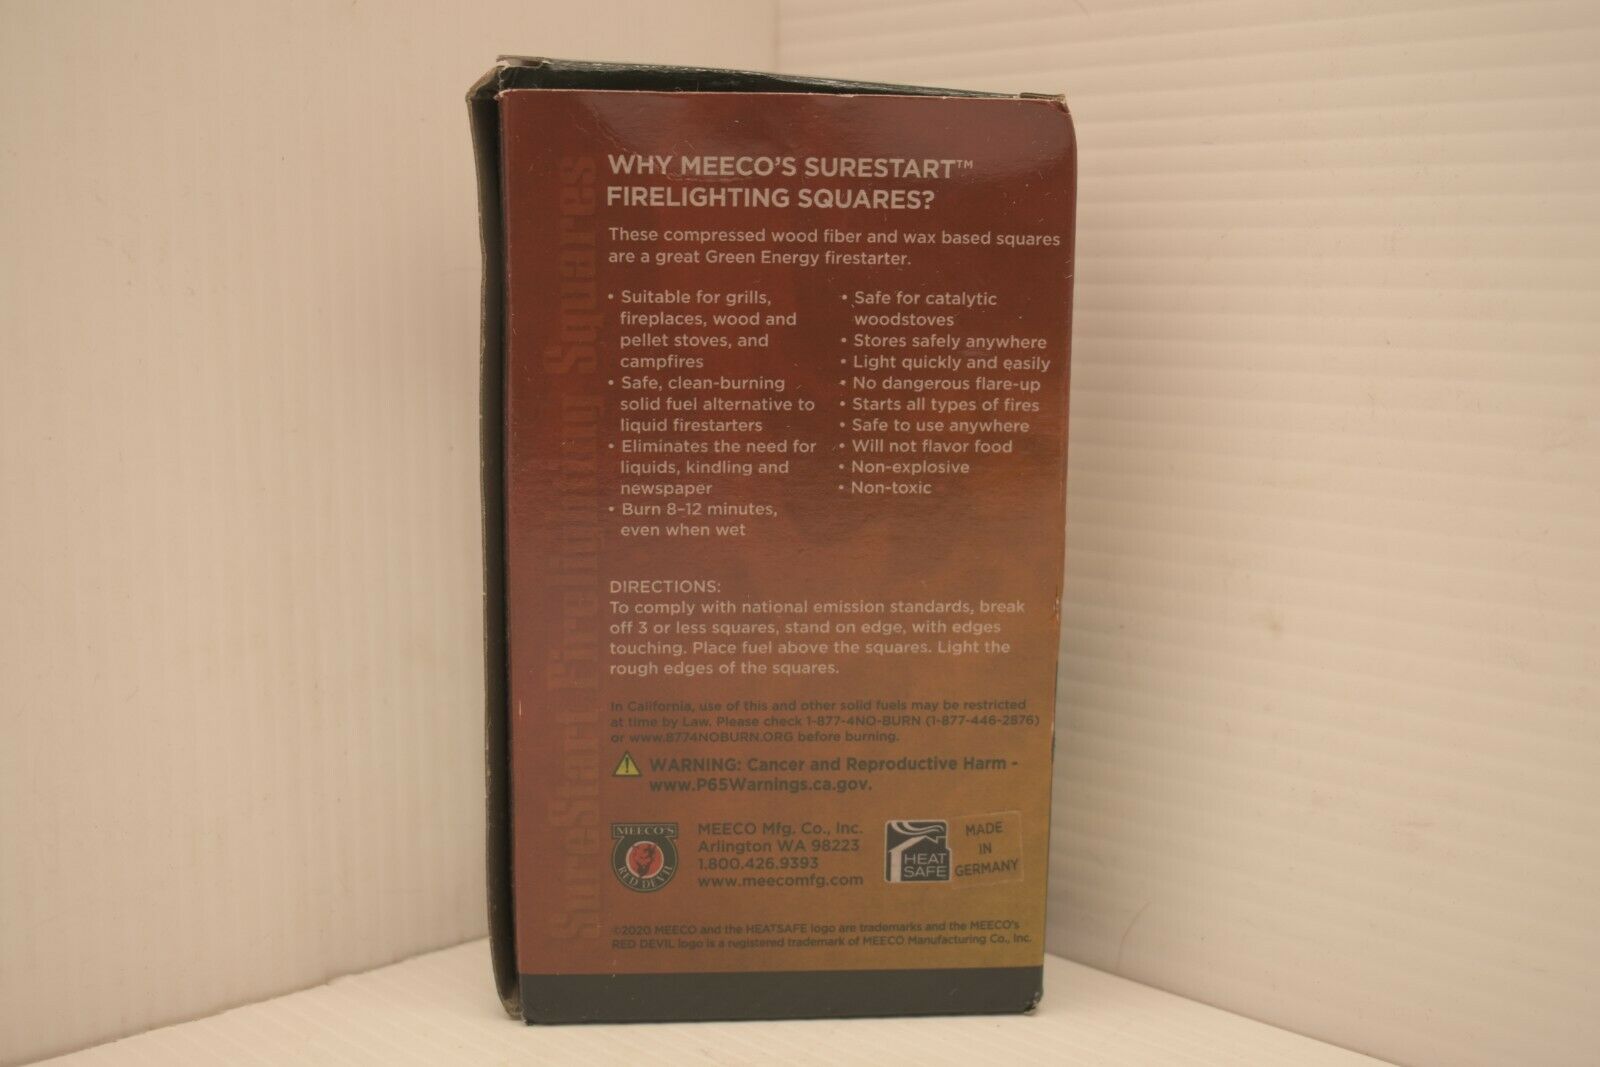 WHY MEECO'S SURESTART™
FIRELIGHTING SQUARES?
These compressed wood fiber and wax based squares
are a great Green Energy firestarter.
• Suitable for grills,
fireplaces, wood and
pellet stoves, and
campfires
• Safe, clean-burning
solid fuel alternative to
liquid firestarters
• Eliminates the need for
liquids, kindling and
newspaper
• Burn 8-12 minutes,
even when wet
• Safe for catalytic
woodstoves
• Stores safely anywhere
• Light quickly and easily
• No dangerous flare-up
• Starts all types of fires
• Safe to use anywhere
• Will not flavor food
• Non-explosive
• Non-toxic
DIRECTIONS:
To comply with national emission standards, break
off 3 or less squares, stand on edge, with edges
touching. Place fuel above the squares. Light the
rough edges of the squares.
In California, use of this and other solid fuels may be restricted
at time by Law. Please check 1-877-4NO-BURN (1-877-446-2876)
or www.8774NOBURN.ORG before burning.
WARNING: Cancer and Reproductive Harm -
www.P65Warnings.ca.gov.
MEECO'S
RED DEVIL
MEECO Mfg. Co., Inc.
Arlington WA 98223
1.800.426.9393
www.meecomfg.com
HEAT
SAFE
MADE
IN
GERMANY
©2020 MEECO and the HEATSAFE logo are trademarks and the MEECO's
RED DEVIL logo is a registered trademark of MEECO Manufacturing Co., Inc.
SureStart Firelighting Squares